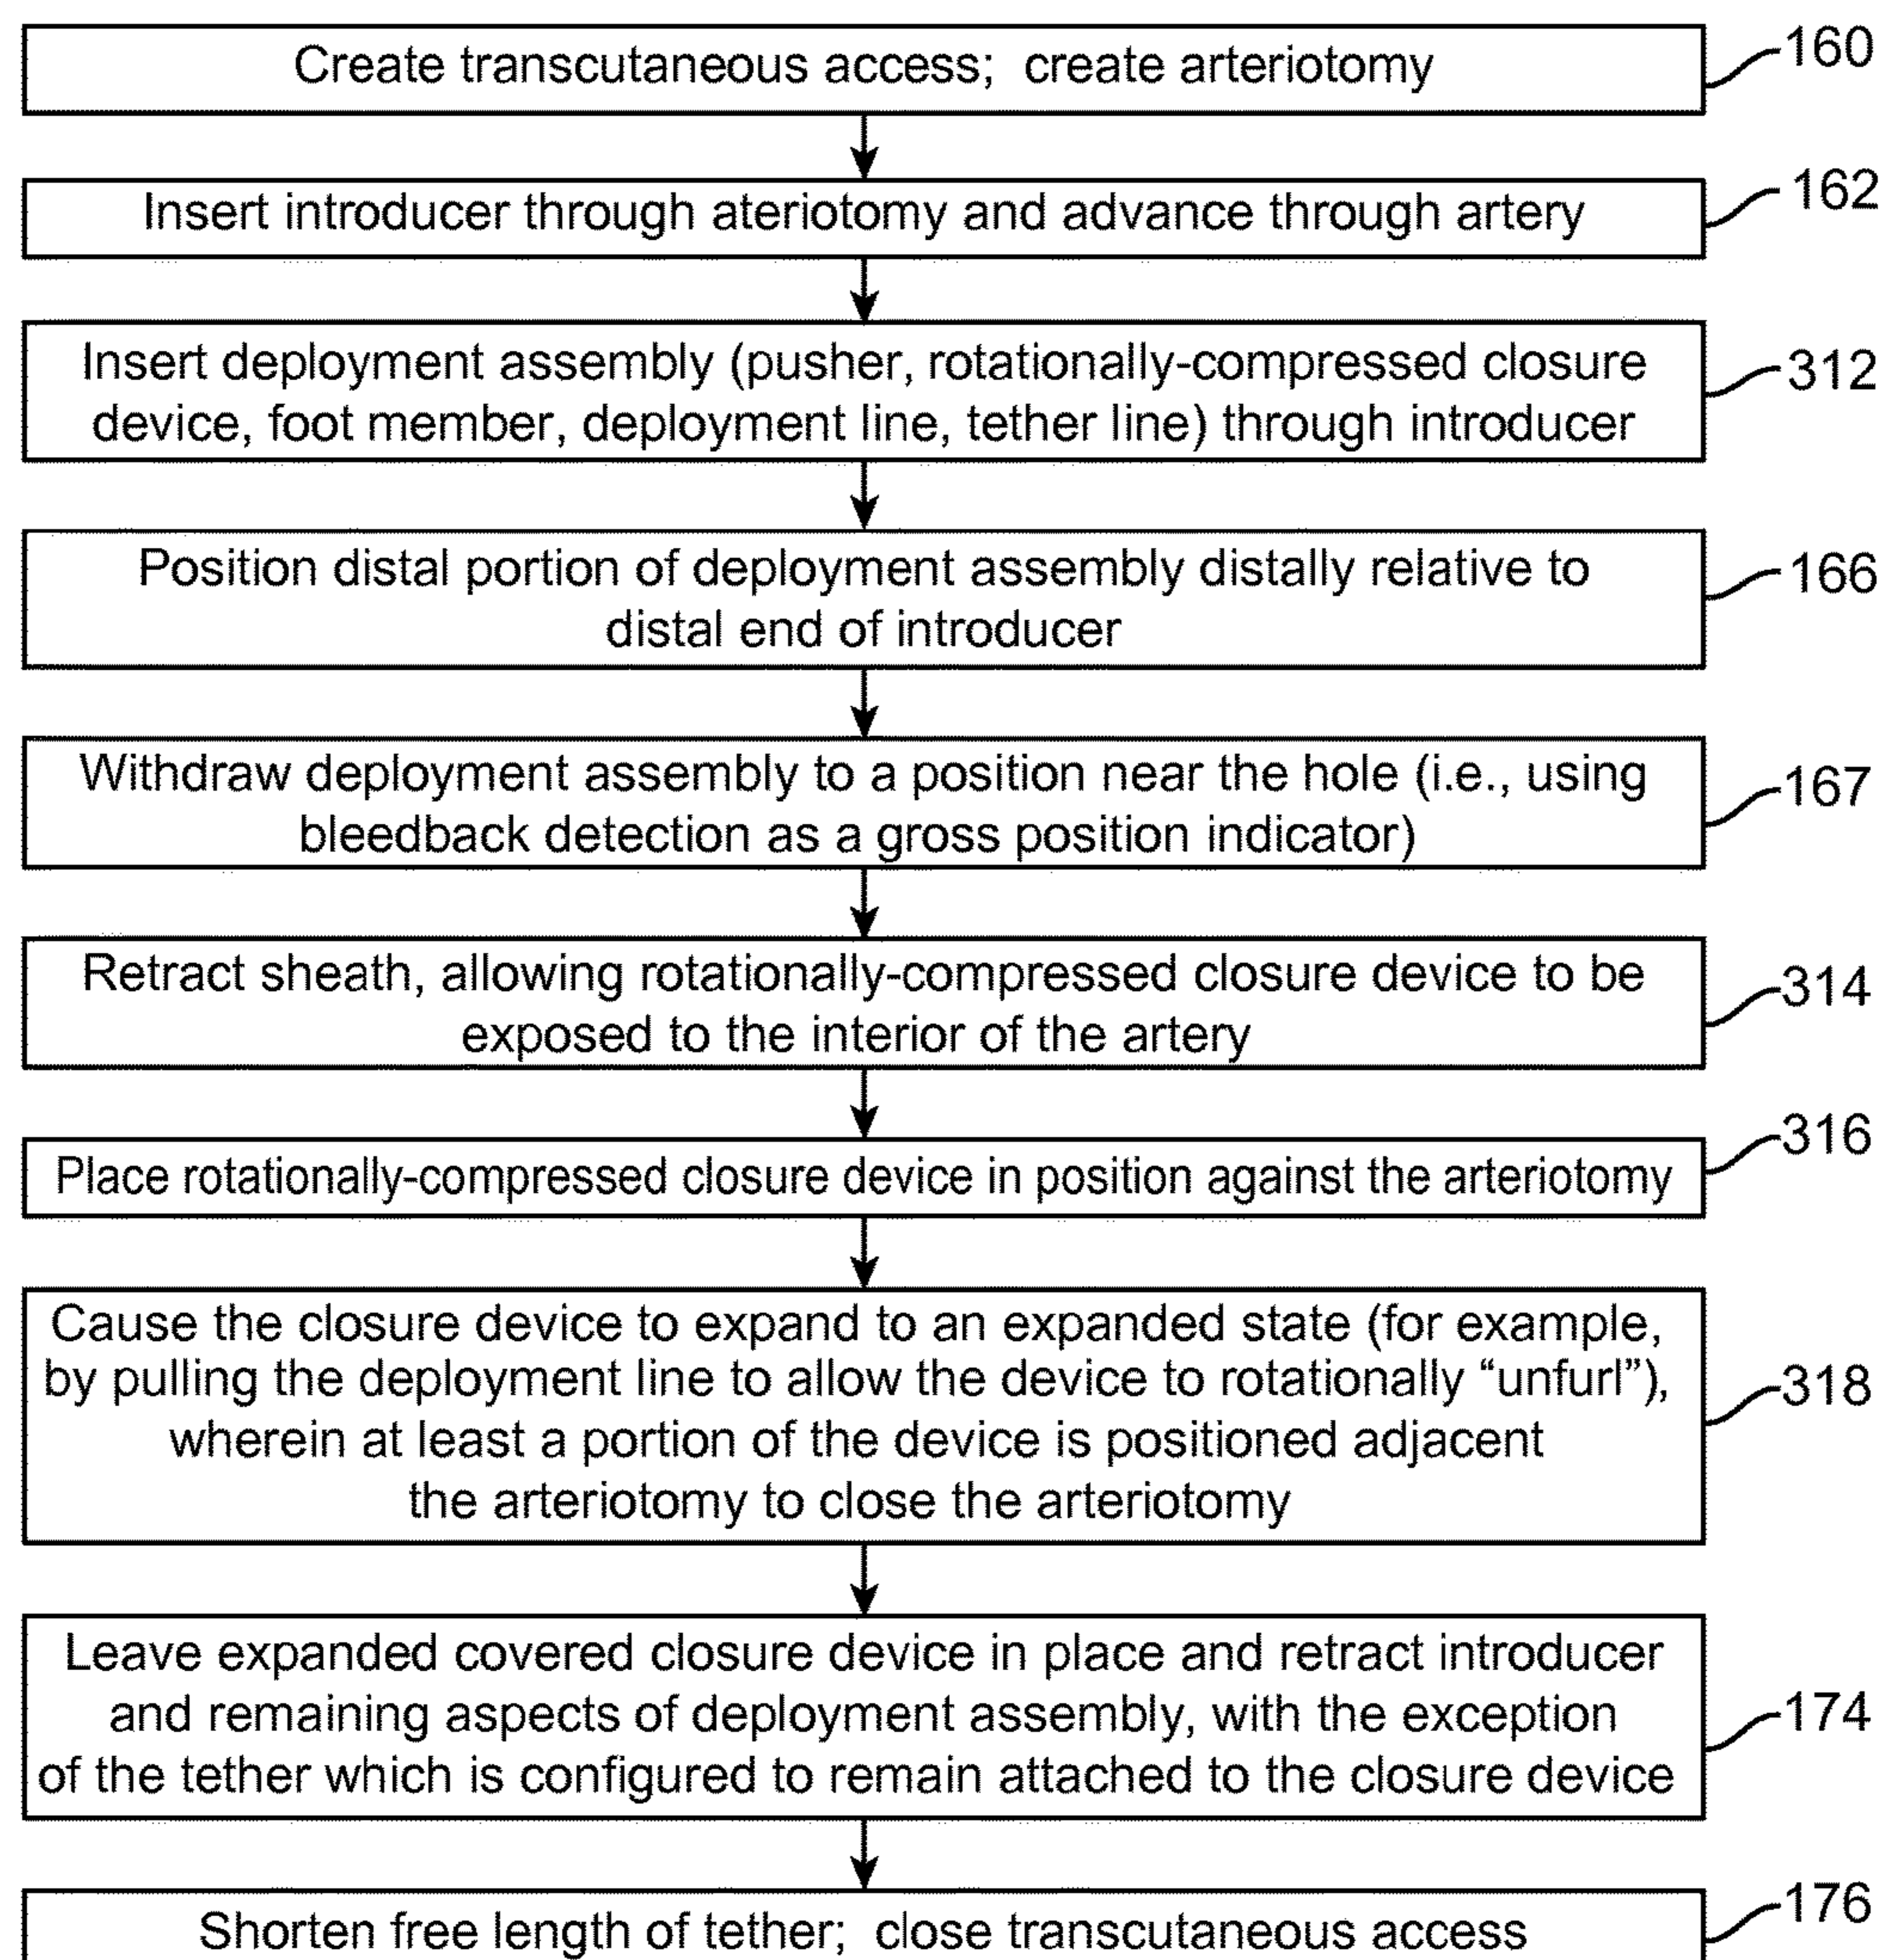 Create transcutaneous access; create arteriotomy
160
Insert introducer through ateriotomy and advance through artery
162
Insert deployment assembly (pusher, rotationally-compressed closure
device, foot member, deployment line, tether line) through introducer
312
Position distal portion of deployment assembly distally relative to
distal end of introducer
166
Withdraw deployment assembly to a position near the hole (i.e., using
bleedback detection as a gross position indicator)
167
Retract sheath, allowing rotationally-compressed closure device to be
exposed to the interior of the artery
314
Place rotationally-compressed closure device in position against the arteriotomy
316
Cause the closure device to expand to an expanded state (for example,
by pulling the deployment line to allow the device to rotationally “unfurl”),
wherein at least a portion of the device is positioned adjacent
the arteriotomy to close the arteriotomy
318
Leave expanded covered closure device in place and retract introducer
and remaining aspects of deployment assembly, with the exception
of the tether which is configured to remain attached to the closure device
174
Shorten free length of tether; close transcutaneous access
176